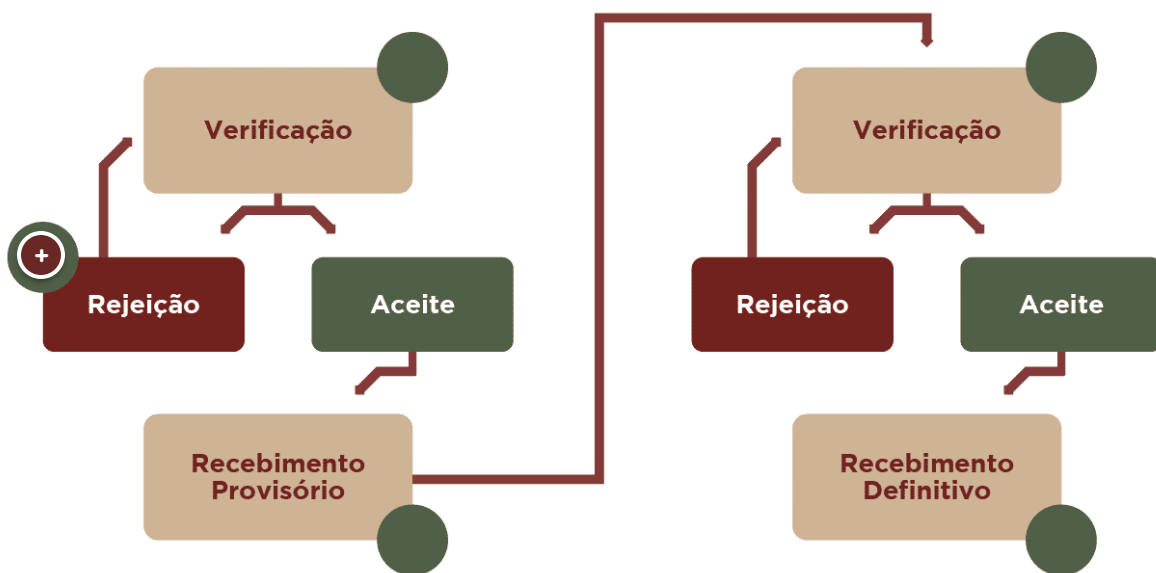 Verificação
+
Rejeição
Aceite
Recebimento
Provisório
Verificação
Rejeição
Aceite
Recebimento
Definitivo